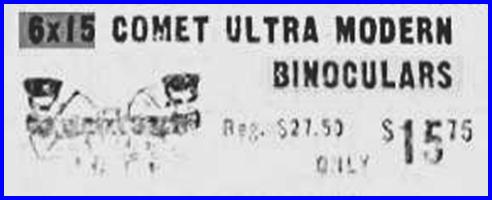 6x15 COMET ULTRA MODERN
BINOCULARS
Reg. $27.50 $15.75
ONLY